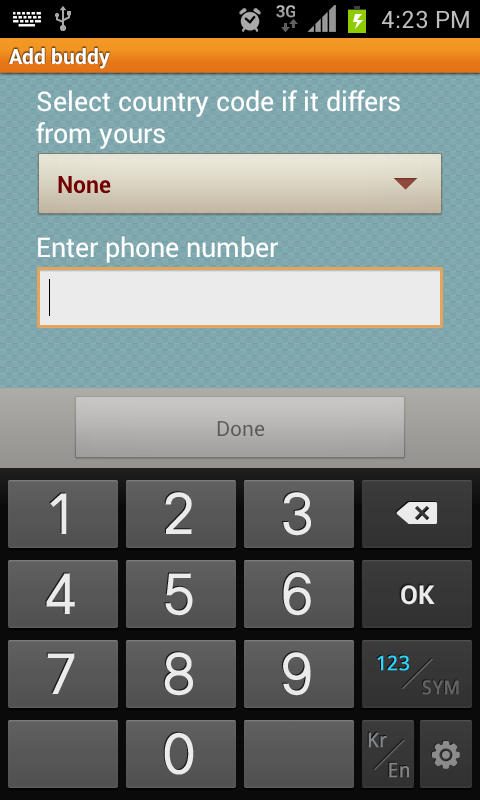 3G
4:23 PM
Add buddy
Select country code if it differs
from yours
None
Enter phone number
Done
1 2 3
4 5 6 OK
7 8 9 123/SYM
0 Kr/En